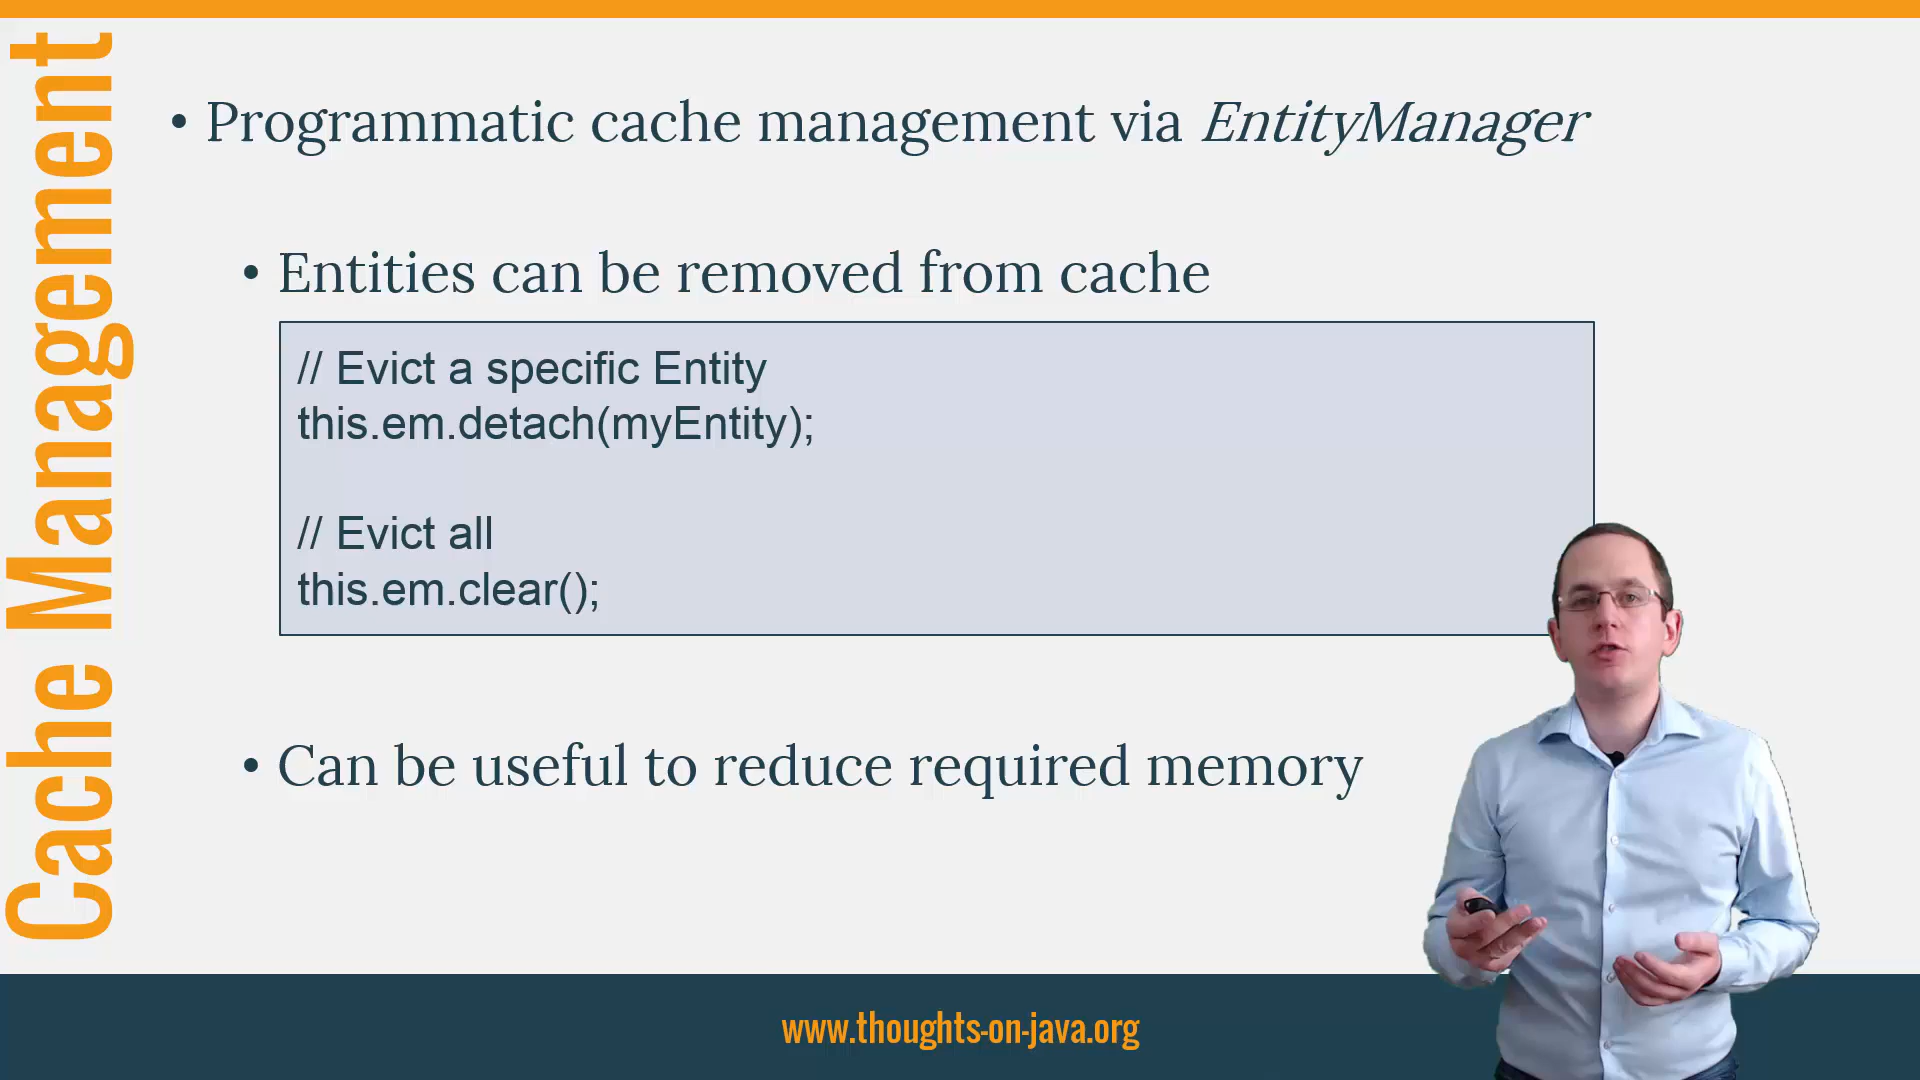 Cache Management
• Programmatic cache management via EntityManager
• Entities can be removed from cache
// Evict a specific Entity
this.em.detach(myEntity);
// Evict all
this.em.clear();
• Can be useful to reduce required memory
www.thoughts-on-java.org